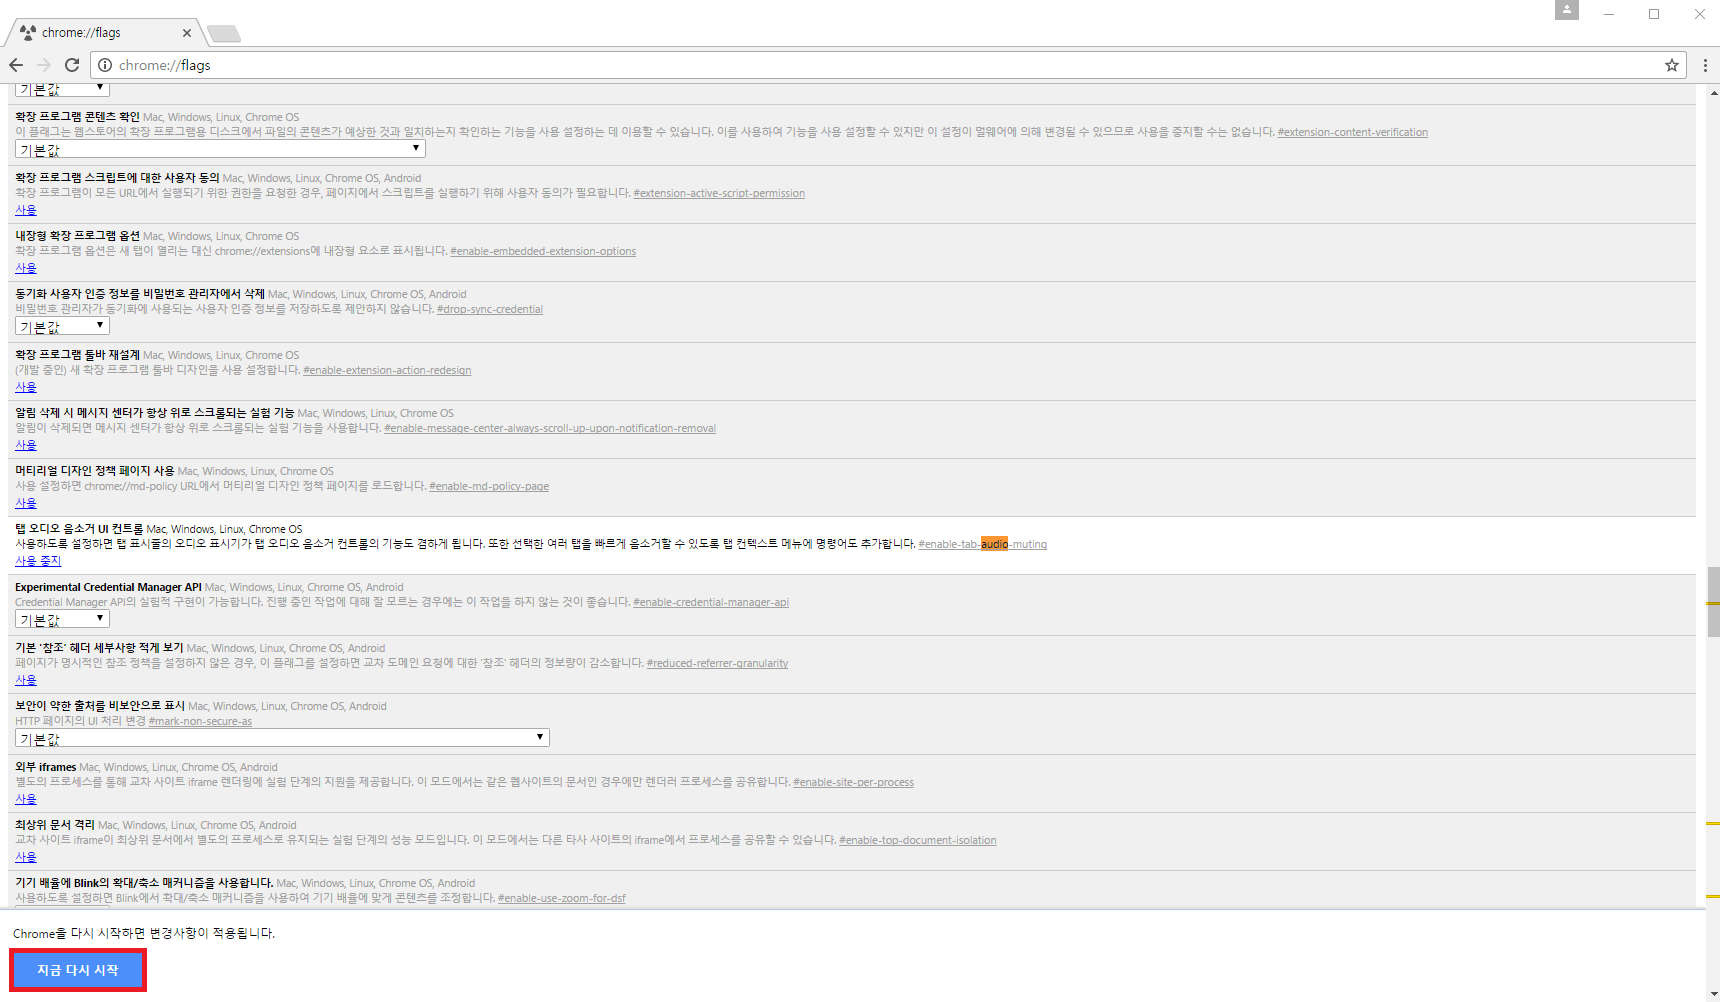 chrome://flags
chrome://flags
기본값
확장 프로그램 콘텐츠 확인 Mac, Windows, Linux, Chrome OS
이 플래그는 웹스토어의 확장 프로그램용 디스크에서 파일의 콘텐츠가 예상한 것과 일치하는지 확인하는 기능을 사용 설정하는 데 이용할 수 있습니다. 이를 사용하여 기능을 사용 설정할 수 있지만 이 설정이 멀웨어에 의해 변경될 수 있으므로 사용을 중지할 수는 없습니다. #extension-content-verification
기본값
확장 프로그램 스크립트에 대한 사용자 동의 Mac, Windows, Linux, Chrome OS, Android
확장 프로그램이 모든 URL에서 실행되기 위한 권한을 요청한 경우, 페이지에서 스크립트를 실행하기 위해 사용자 동의가 필요합니다. #extension-active-script-permission
사용
내장형 확장 프로그램 옵션 Mac, Windows, Linux, Chrome OS
확장 프로그램 옵션은 새 탭이 열리는 대신 chrome://extensions에 내장형 요소로 표시됩니다. #enable-embedded-extension-options
사용
동기화 사용자 인증 정보를 비밀번호 관리자에서 삭제 Mac, Windows, Linux, Chrome OS, Android
비밀번호 관리자가 동기화에 사용되는 사용자 인증 정보를 저장하도록 제안하지 않습니다. #drop-sync-credential
기본값
확장 프로그램 툴바 재설계 Mac, Windows, Linux, Chrome OS
(개발 중인) 새 확장 프로그램 툴바 디자인을 사용 설정합니다. #enable-extension-action-redesign
사용
알림 삭제 시 메시지 센터가 항상 위로 스크롤되는 실험 기능 Mac, Windows, Linux, Chrome OS
알림이 삭제되면 메시지 센터가 항상 위로 스크롤되는 실험 기능을 사용합니다. #enable-message-center-always-scroll-up-upon-notification-removal
사용
머티리얼 디자인 정책 페이지 사용 Mac, Windows, Linux, Chrome OS
사용 설정하면 chrome://md-policy URL에서 머티리얼 디자인 정책 페이지를 로드합니다. #enable-md-policy-page
사용
탭 오디오 음소거 UI 컨트롤 Mac, Windows, Linux, Chrome OS
사용하도록 설정하면 탭 표시줄의 오디오 표시기가 탭 오디오 음소거 컨트롤의 기능도 겸하게 됩니다. 또한 선택한 여러 탭을 빠르게 음소거할 수 있도록 탭 컨텍스트 메뉴에 명령어도 추가합니다. #enable-tab-audio-muting
사용 중지
Experimental Credential Manager API Mac, Windows, Linux, Chrome OS, Android
Credential Manager API의 실험적 구현이 가능합니다. 진행 중인 작업에 대해 잘 모르는 경우에는 이 작업을 하지 않는 것이 좋습니다. #enable-credential-manager-api
기본값
기본 '참조' 헤더 세부사항 적게 보기 Mac, Windows, Linux, Chrome OS, Android
페이지가 명시적인 참조 정책을 설정하지 않은 경우, 이 플래그를 설정하면 교차 도메인 요청에 대한 '참조' 헤더의 정보량이 감소합니다. #reduced-referrer-granularity
사용
보안이 약한 출처를 비보안으로 표시 Mac, Windows, Linux, Chrome OS, Android
HTTP 페이지의 UI 처리 변경 #mark-non-secure-as
기본값
외부 iframes Mac, Windows, Linux, Chrome OS, Android
별도의 프로세스를 통해 교차 사이트 iframe 렌더링에 실험 단계의 지원을 제공합니다. 이 모드에서는 같은 웹사이트의 문서인 경우에만 렌더러 프로세스를 공유합니다. #enable-site-per-process
사용
최상위 문서 격리 Mac, Windows, Linux, Chrome OS, Android
교차 사이트 iframe이 최상위 문서에서 별도의 프로세스로 유지되는 실험 단계의 성능 모드입니다. 이 모드에서는 다른 타사 사이트의 iframe에서 프로세스를 공유할 수 있습니다. #enable-top-document-isolation
사용
기기 배율에 Blink의 확대/축소 매커니즘을 사용합니다. Mac, Windows, Linux, Chrome OS, Android
사용하도록 설정하면 Blink에서 확대/축소 매커니즘을 사용하여 기기 배율에 맞게 콘텐츠를 조정합니다. #enable-use-zoom-for-dsf
Chrome을 다시 시작하면 변경사항이 적용됩니다.
지금 다시 시작